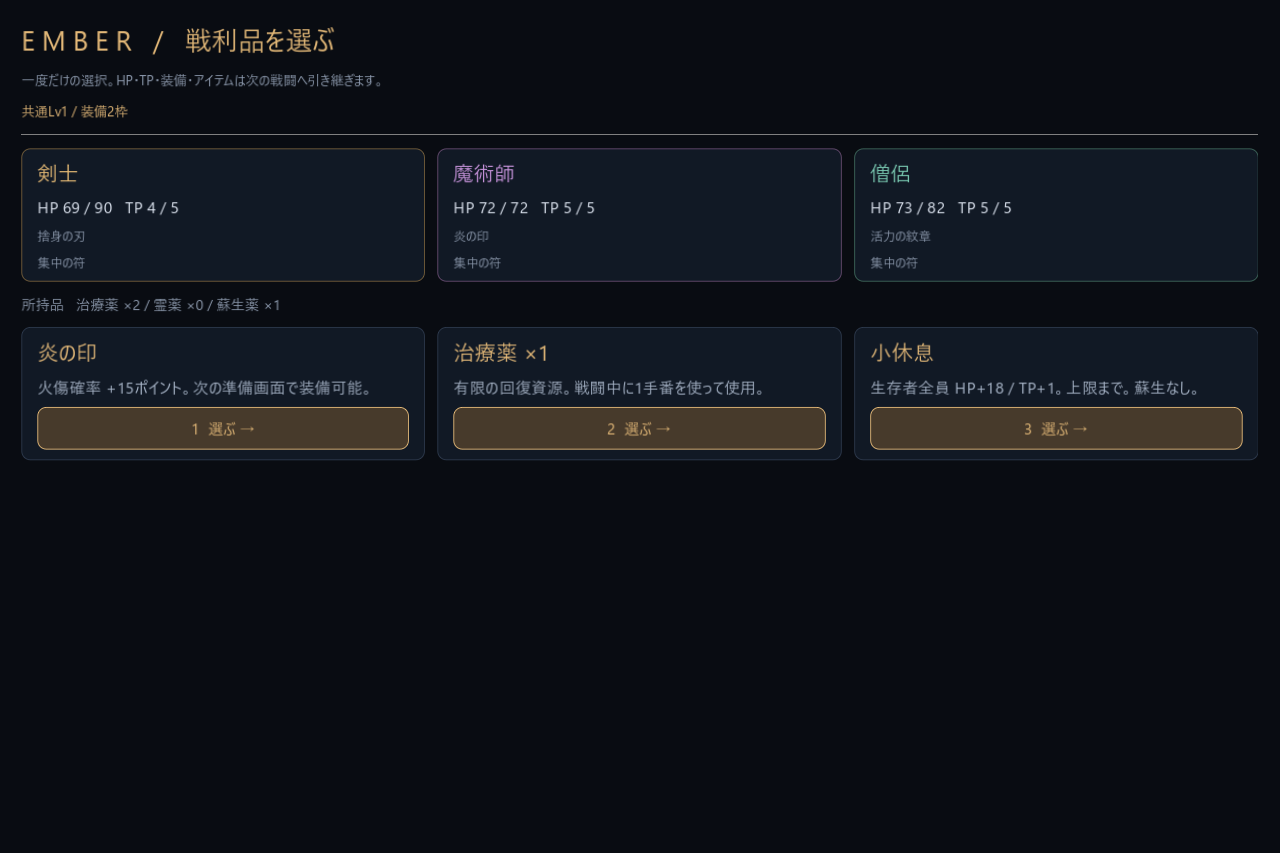 EMBER / 戦利品を選ぶ
一度だけの選択。HP・TP・装備・アイテムは次の戦闘へ引き継ぎます。
共通Lv1 / 装備2枠
剣士
HP 69 / 90 TP 4 / 5
捨身の刃
集中の符
魔術師
HP 72 / 72 TP 5 / 5
炎の印
集中の符
僧侶
HP 73 / 82 TP 5 / 5
活力の紋章
集中の符
所持品 治療薬 ×2 / 霊薬 ×0 / 蘇生薬 ×1
炎の印
火傷確率 +15ポイント。次の準備画面で装備可能。
1 選ぶ →
治療薬 ×1
有限の回復資源。戦闘中に1手番を使って使用。
2 選ぶ →
小休息
生存者全員 HP+18 / TP+1。上限まで。蘇生なし。
3 選ぶ →